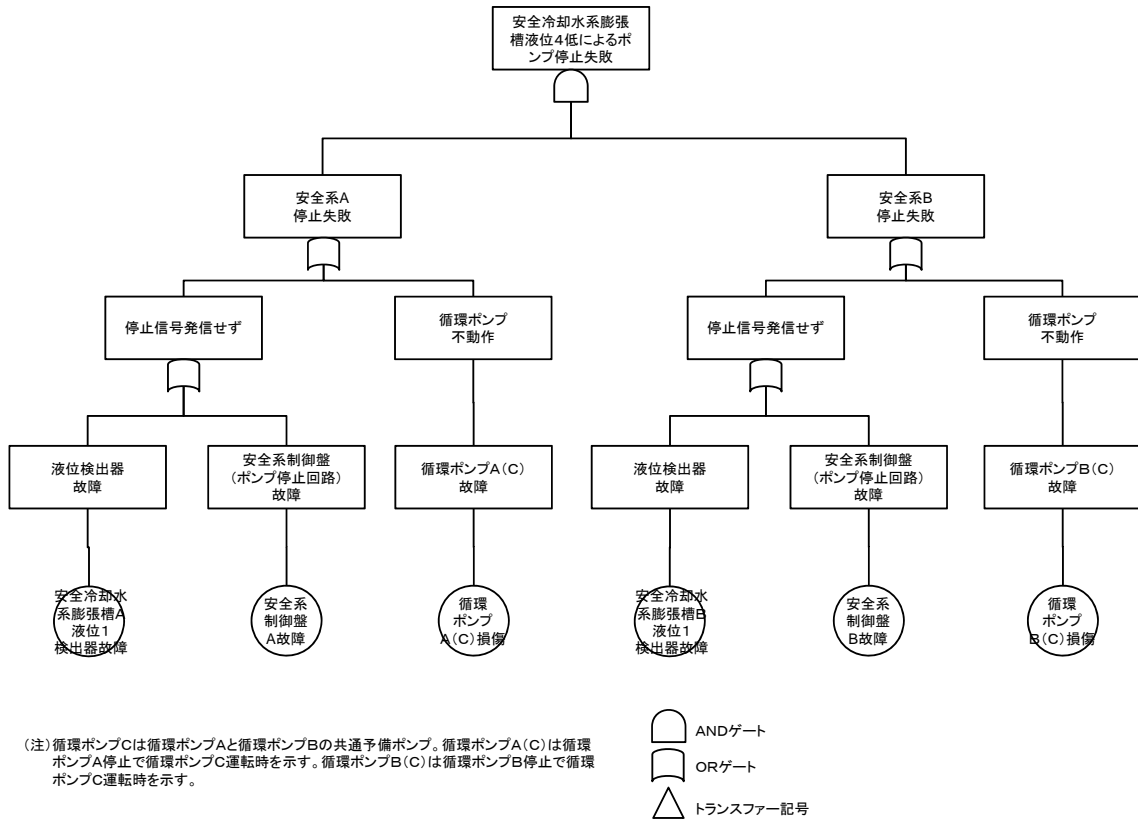 安全冷却水系膨張
槽液位4低によるポ
ンプ停止失敗
安全系A
停止失敗
安全系B
停止失敗
停止信号発信せず
循環ポンプ
不動作
停止信号発信せず
循環ポンプ
不動作
液位検出器
故障
安全系制御盤
(ポンプ停止回路)
故障
循環ポンプA(C)
故障
液位検出器
故障
安全系制御盤
(ポンプ停止回路)
故障
循環ポンプB(C)
故障
安全冷却水
系膨張槽A
液位1
検出器故障
安全系
制御盤
A故障
循環
ポンプ
A(C)損傷
安全冷却水
系膨張槽B
液位1
検出器故障
安全系
制御盤
B故障
循環
ポンプ
B(C)損傷
(注)循環ポンプCは循環ポンプAと循環ポンプBの共通予備ポンプ。循環ポンプA(C)は循環
ポンプA停止で循環ポンプC運転時を示す。循環ポンプB(C)は循環ポンプB停止で循環
ポンプC運転時を示す。
ANDゲート
ORゲート
トランスファー記号